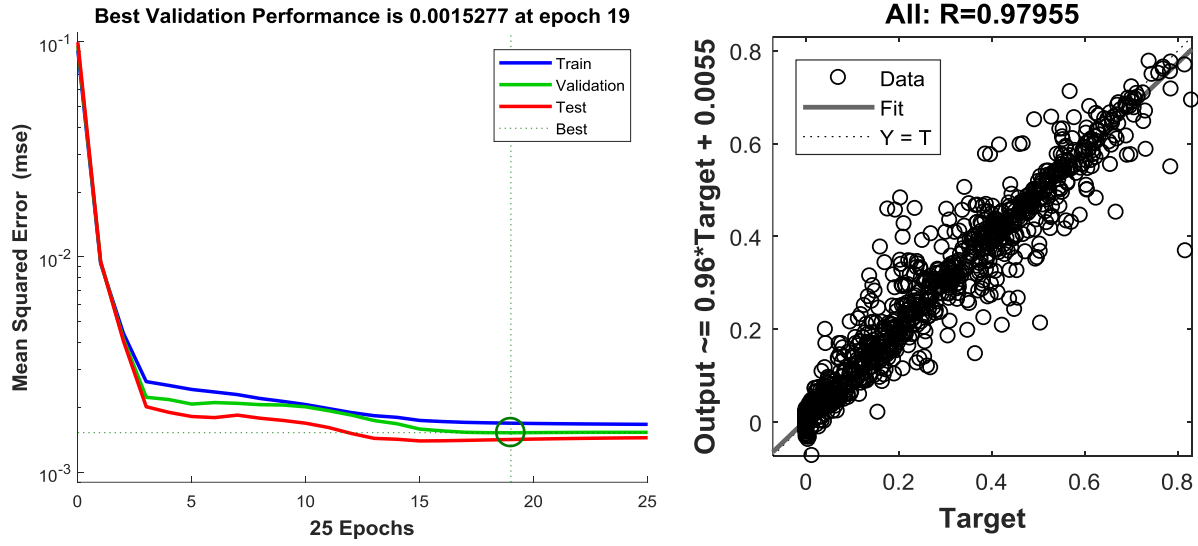 Best Validation Performance is 0.0015277 at epoch 19
Mean Squared Error (mse)
10^-1
10^-2
10^-3
Train
Validation
Test
Best
0 5 10 15 20 25
25 Epochs
All: R=0.97955
Output ~= 0.96*Target + 0.0055
0.8
0.6
0.4
0.2
0
Data
Fit
Y = T
0 0.2 0.4 0.6 0.8
Target